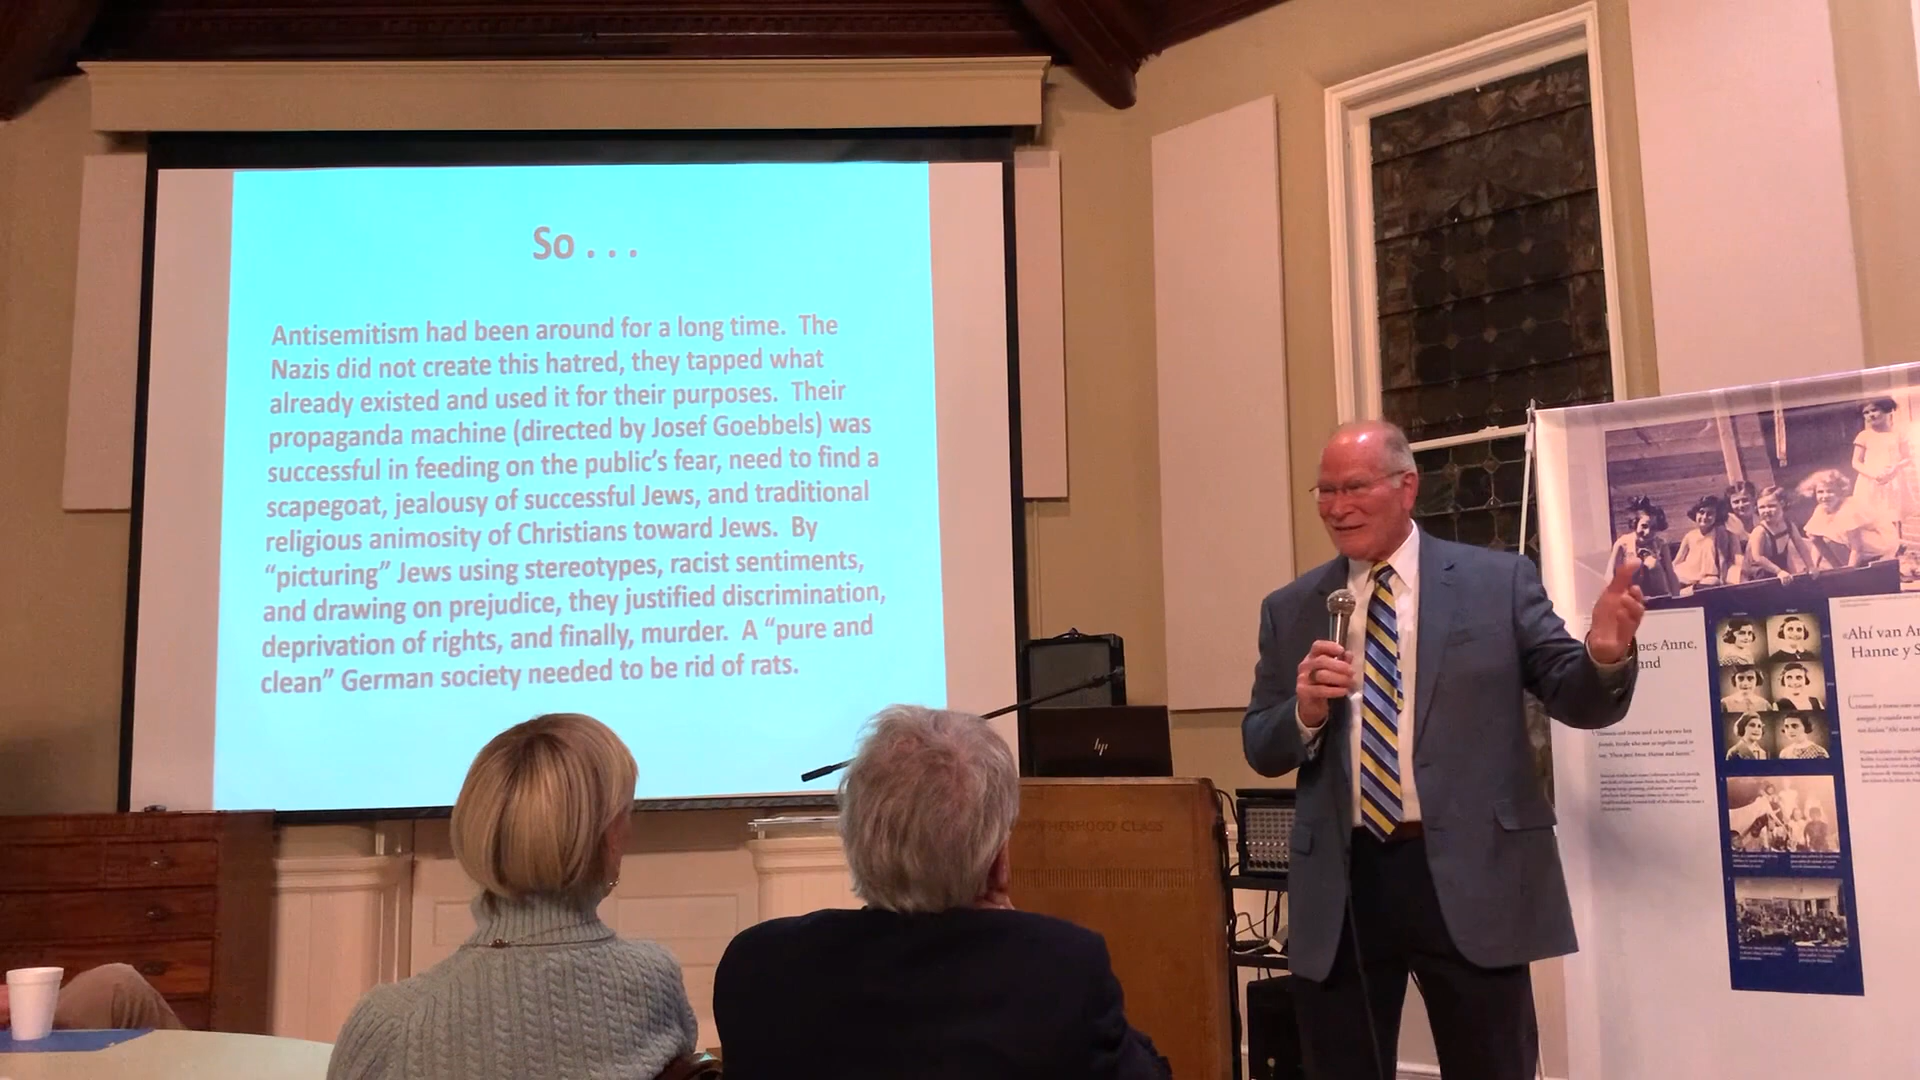 So . . .
Antisemitism had been around for a long time. The
Nazis did not create this hatred, they tapped what
already existed and used it for their purposes. Their
propaganda machine (directed by Josef Goebbels) was
successful in feeding on the public's fear, need to find a
scapegoat, jealousy of successful Jews, and traditional
religious animosity of Christians toward Jews. By
"picturing" Jews using stereotypes, racist sentiments,
and drawing on prejudice, they justified discrimination,
deprivation of rights, and finally, murder. A "pure and
clean" German society needed to be rid of rats.
hp
CLASS
Anne,
«Ahí van
Hanne y